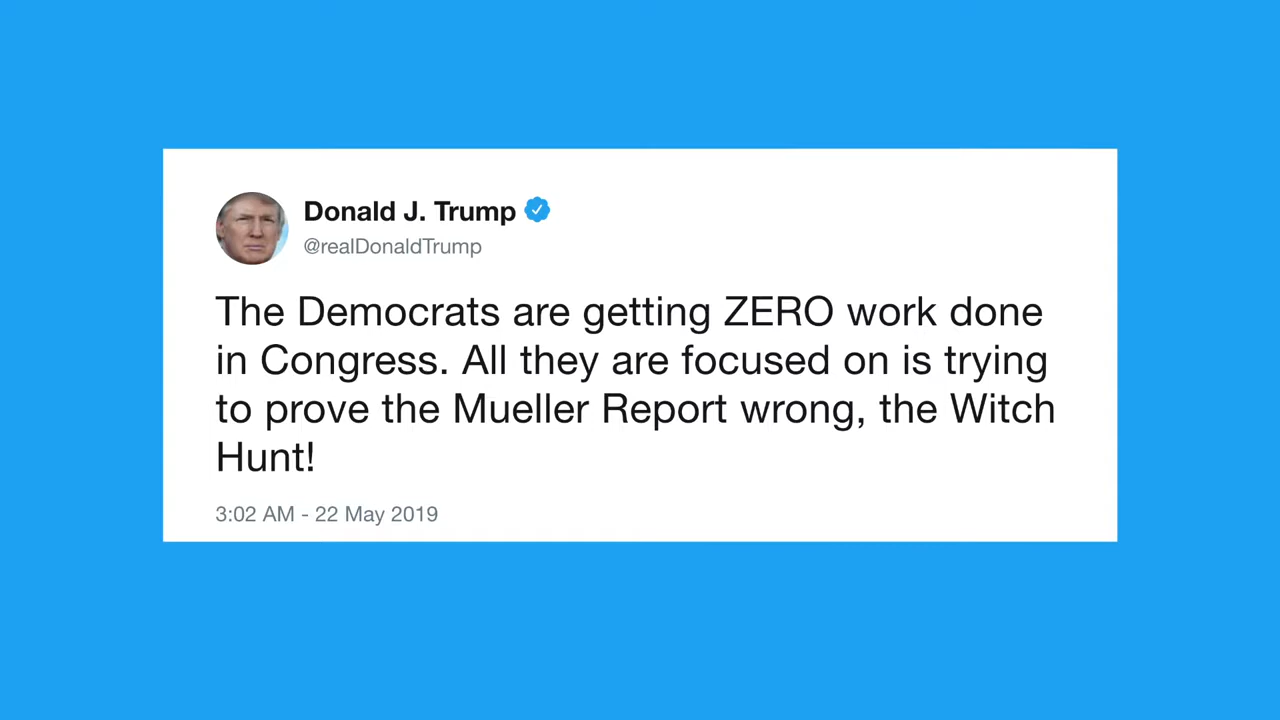 Donald J. Trump
@realDonaldTrump
The Democrats are getting ZERO work done
in Congress. All they are focused on is trying
to prove the Mueller Report wrong, the Witch
Hunt!
3:02 AM - 22 May 2019